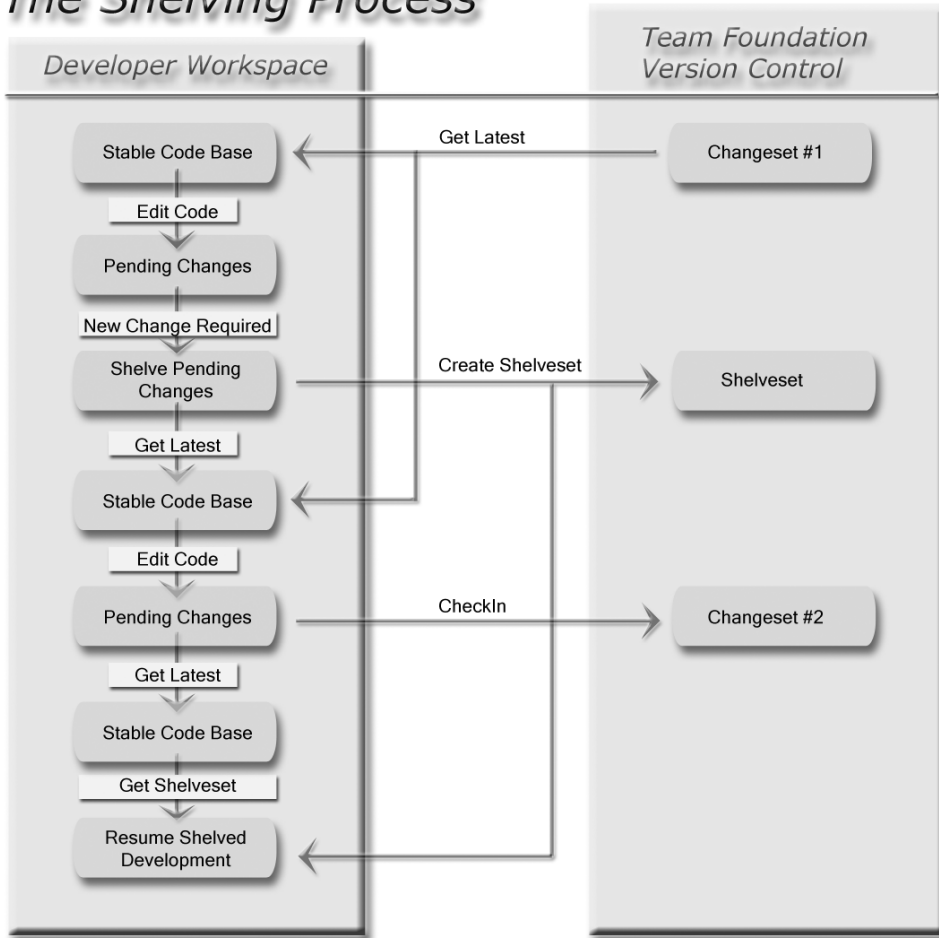 The Shelving Process
Developer Workspace
Team Foundation
Version Control
Get Latest
Stable Code Base
Changeset #1
Edit Code
Pending Changes
New Change Required
Shelve Pending
Changes
Create Shelveset
Shelveset
Get Latest
Stable Code Base
Edit Code
Pending Changes
CheckIn
Changeset #2
Get Latest
Stable Code Base
Get Shelveset
Resume Shelved
Development